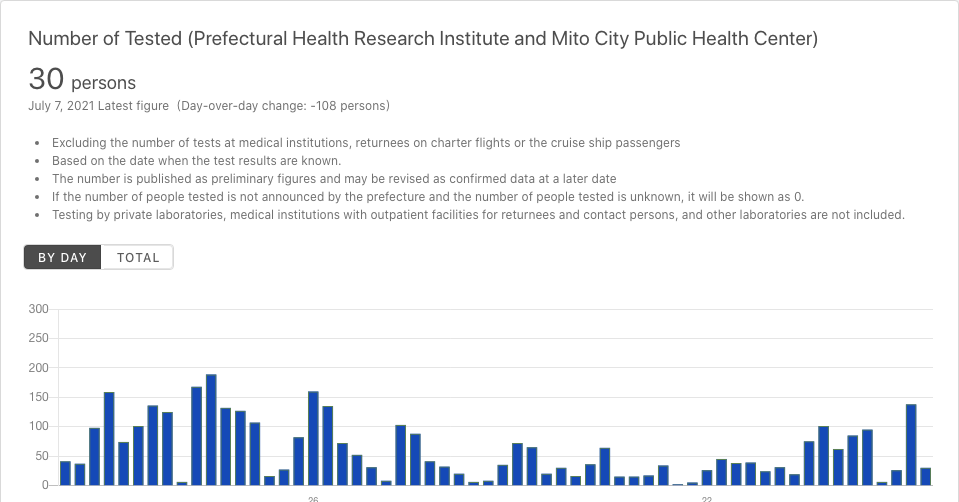 Number of Tested (Prefectural Health Research Institute and Mito City Public Health Center)
30 persons
July 7, 2021 Latest figure (Day-over-day change: -108 persons)
• Excluding the number of tests at medical institutions, returnees on charter flights or the cruise ship passengers
• Based on the date when the test results are known.
• The number is published as preliminary figures and may be revised as confirmed data at a later date
• If the number of people tested is not announced by the prefecture and the number of people tested is unknown, it will be shown as 0.
• Testing by private laboratories, medical institutions with outpatient facilities for returnees and contact persons, and other laboratories are not included.
BY DAY TOTAL
300
250
200
150
100
50
0
26 22